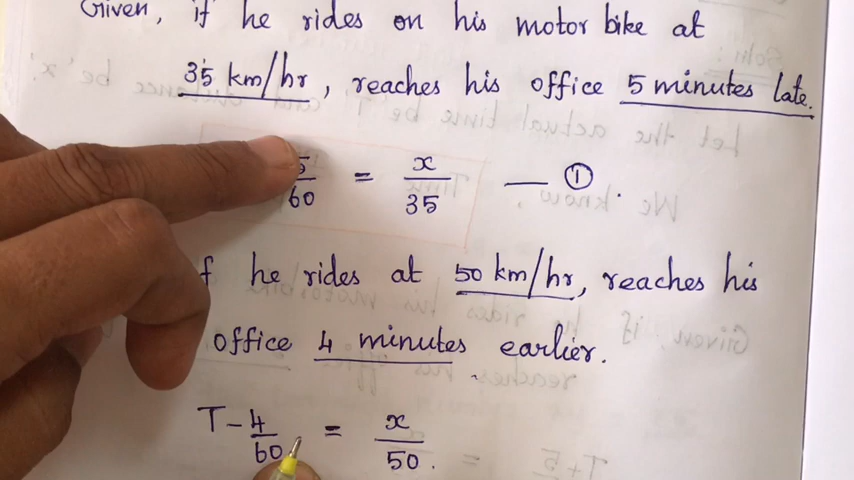 Given, if he rides on his motor bike at
35 km/hr, reaches his office 5 minutes late.
5/60 = x/35 — ①.
f he rides at 50 km/hr, reaches his
office 4 minutes earlier.
T - 4/60 = x/50.